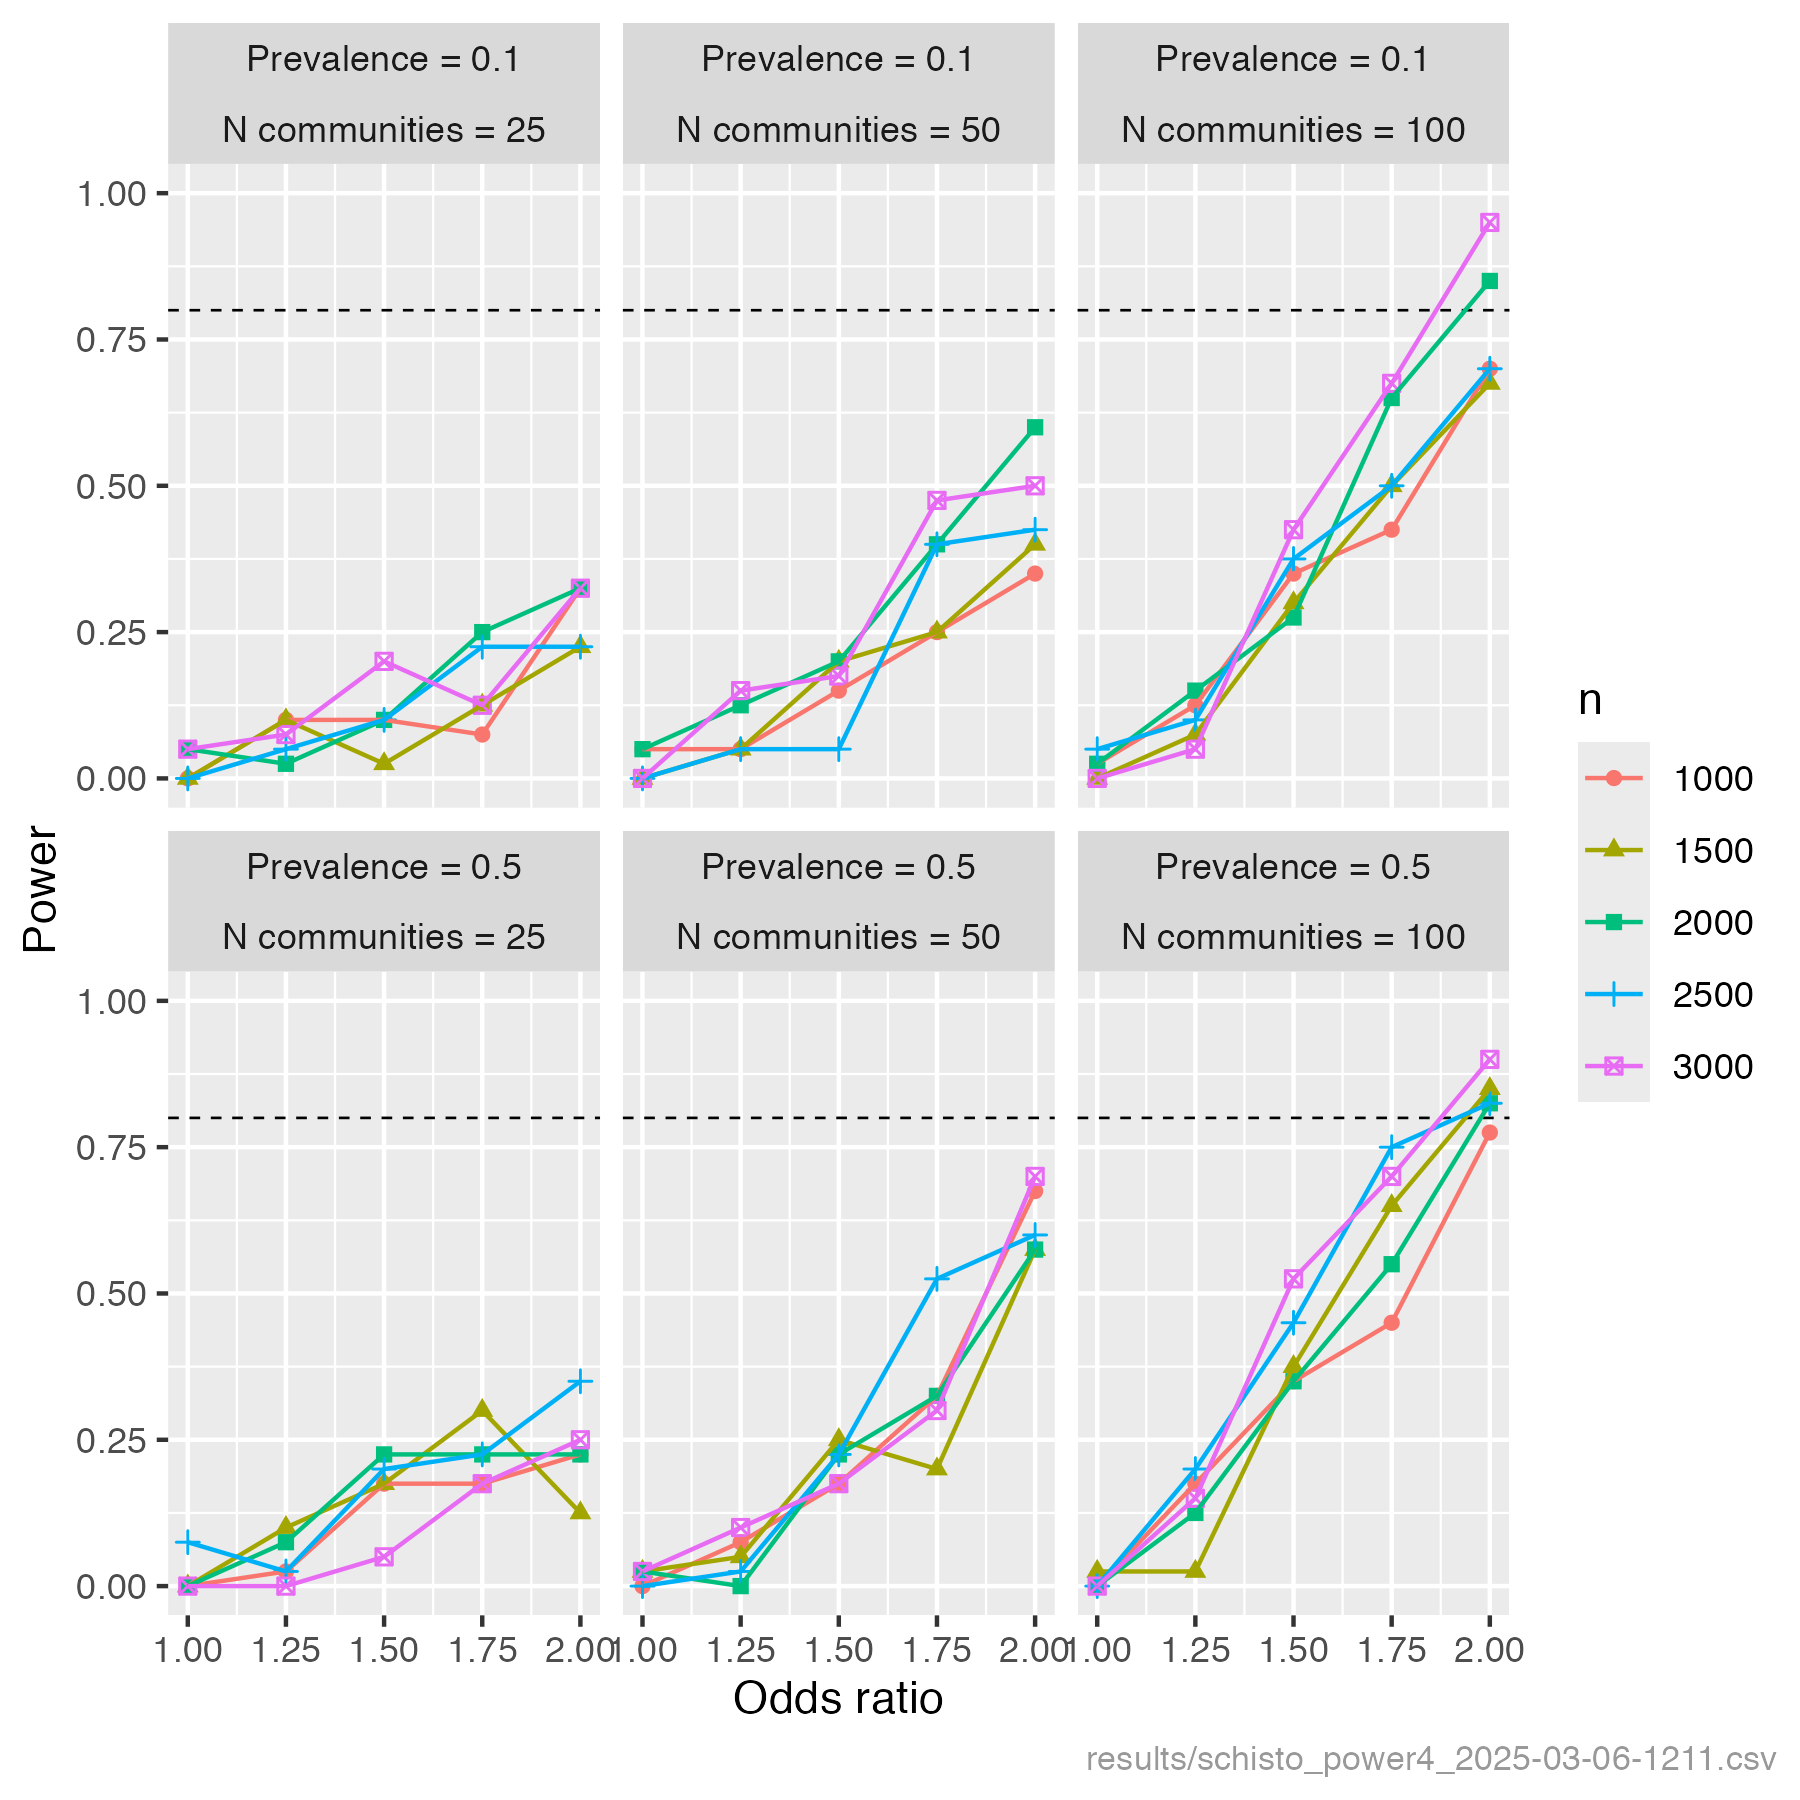 Prevalence = 0.1
N communities = 25
Prevalence = 0.1
N communities = 50
Prevalence = 0.1
N communities = 100
1.00
0.75
0.50
0.25
0.00
Prevalence = 0.5
N communities = 25
Prevalence = 0.5
N communities = 50
Prevalence = 0.5
N communities = 100
1.00
0.75
0.50
0.25
0.00
1.00 1.25 1.50 1.75 2.00
1.00 1.25 1.50 1.75 2.00
1.00 1.25 1.50 1.75 2.00
Odds ratio
Power
n
1000
1500
2000
2500
3000
results/schisto_power4_2025-03-06-1211.csv